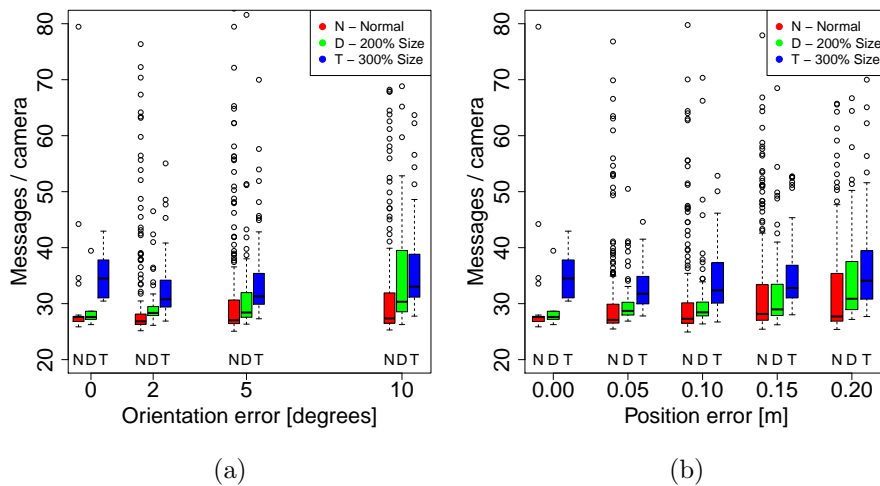 80
70
60
50
40
30
20
Messages / camera
N – Normal
D – 200% Size
T – 300% Size
N D T
N D T
N D T
N D T
0
2
5
10
Orientation error [degrees]
(a)
80
70
60
50
40
30
20
Messages / camera
N – Normal
D – 200% Size
T – 300% Size
N D T
N D T
N D T
N D T
N D T
0.00
0.05
0.10
0.15
0.20
Position error [m]
(b)